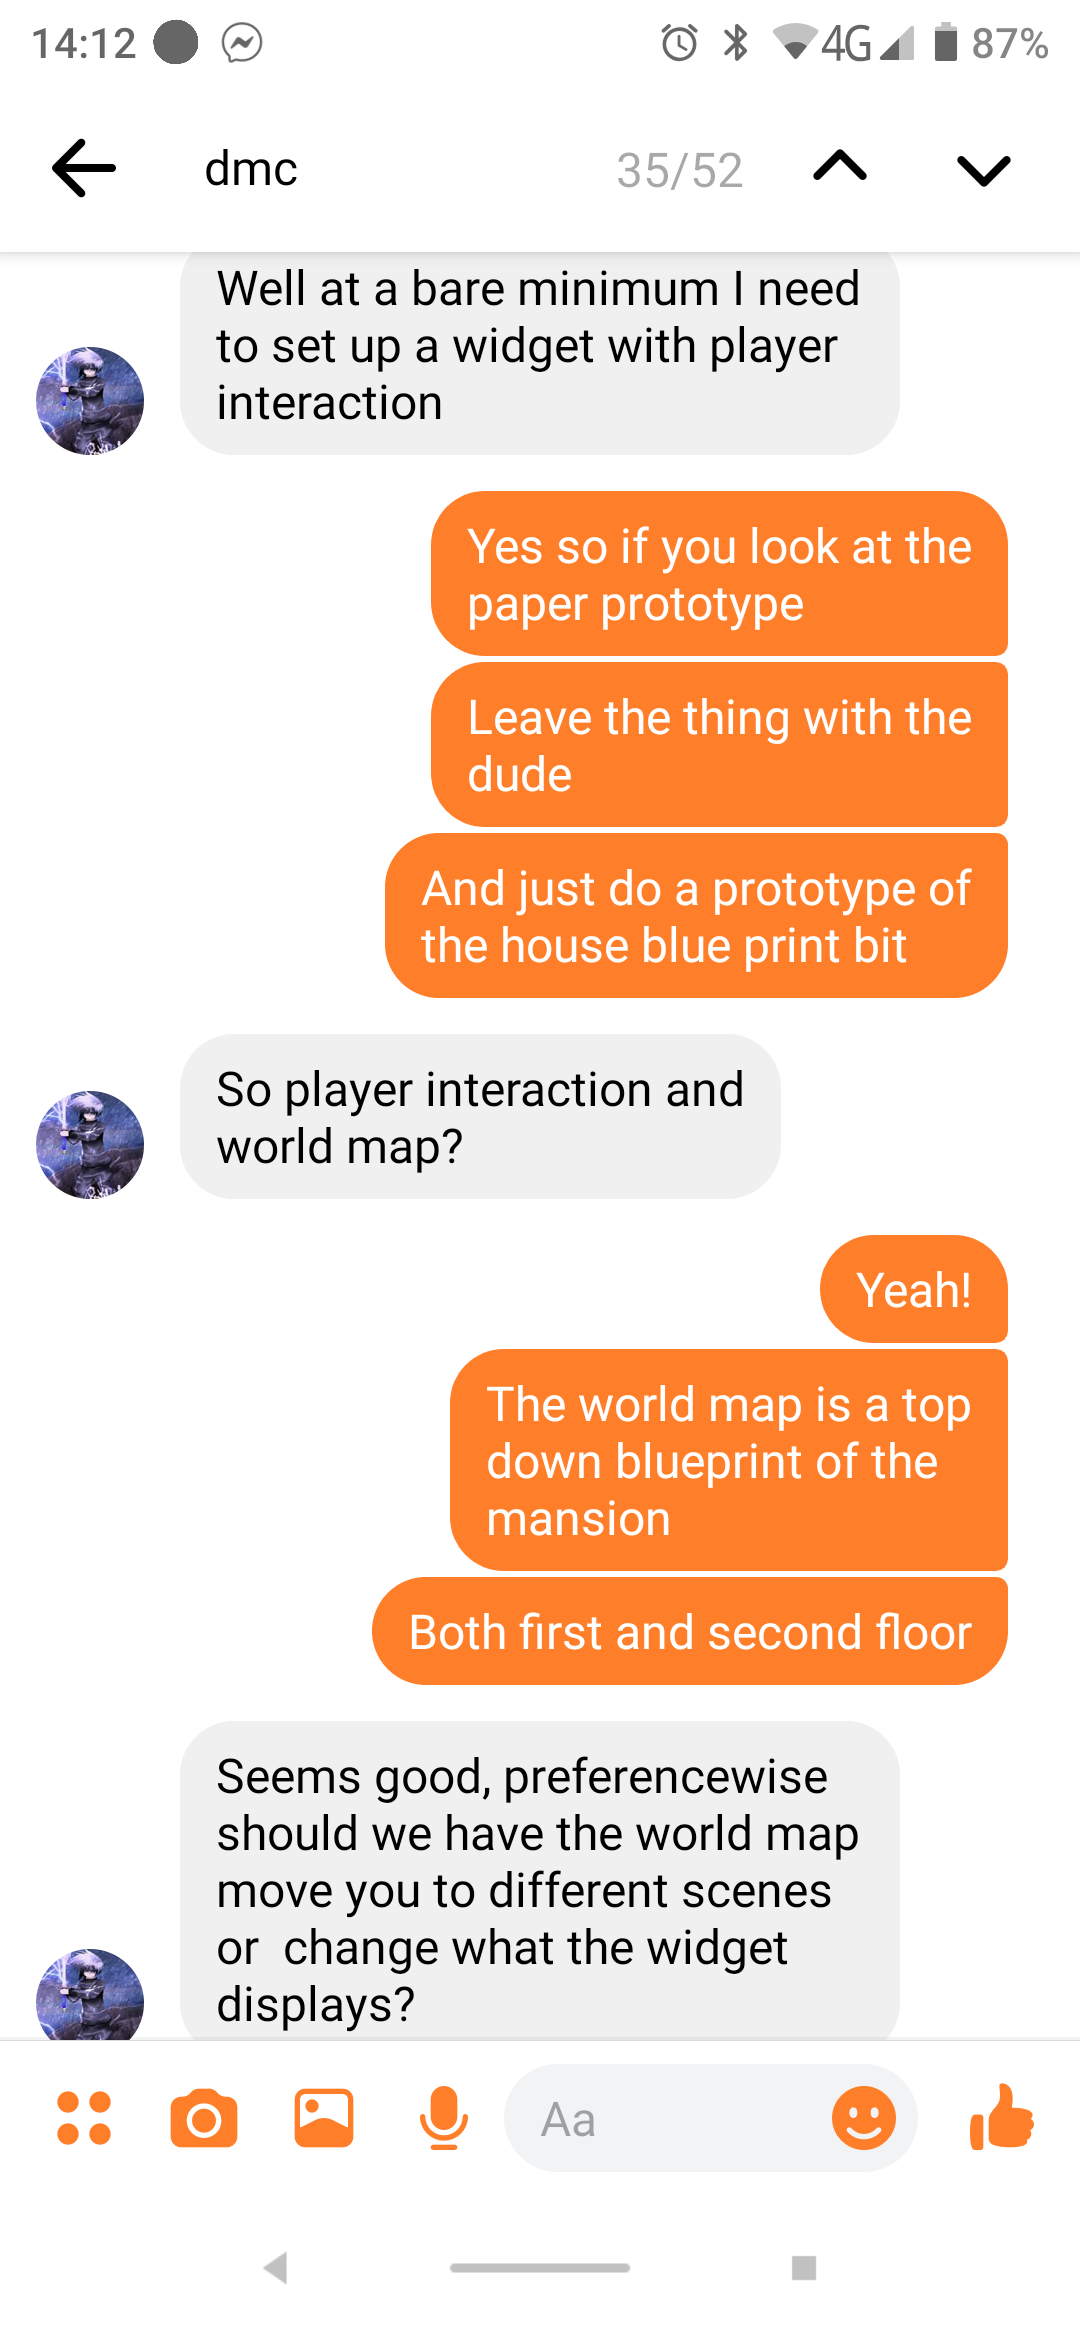 14:12 4G 87%
dmc 35/52
Well at a bare minimum I need
to set up a widget with player
interaction
Yes so if you look at the
paper prototype
Leave the thing with the
dude
And just do a prototype of
the house blue print bit
So player interaction and
world map?
Yeah!
The world map is a top
down blueprint of the
mansion
Both first and second floor
Seems good, preferencewise
should we have the world map
move you to different scenes
or  change what the widget
displays?
Aa